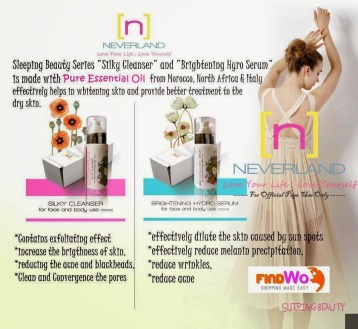 [n]
NEVERLAND
Love Your Life ; Love Yourself
Sleeping Beauty Series "Silky Cleanser" and "Brightening Hyro Serum"
is made with Pure Essential Oil from Morocco, North Africa & Italy
effectively helps in whitening skin and provide better treatment to the
dry skin.
[n]
NEVERLAND
Love Your Life ; Love Yourself
------ For Official Page Use Only ------
SILKY CLEANSER
for face and body use
BRIGHTENING HYDRO SERUM
for face and body use
*Contains exfoliating effect
*increase the brigthness of skin,
*reducing the acne and blackheads,
*Clean and Convergence the pores
*effectively dilute the skin caused by sun spots
*effectively reduce melanin precipitation,
*reduce wrinkles,
*reduce acne
FINDWO
SHOPPING MADE EASY
SLEEPING BEAUTY